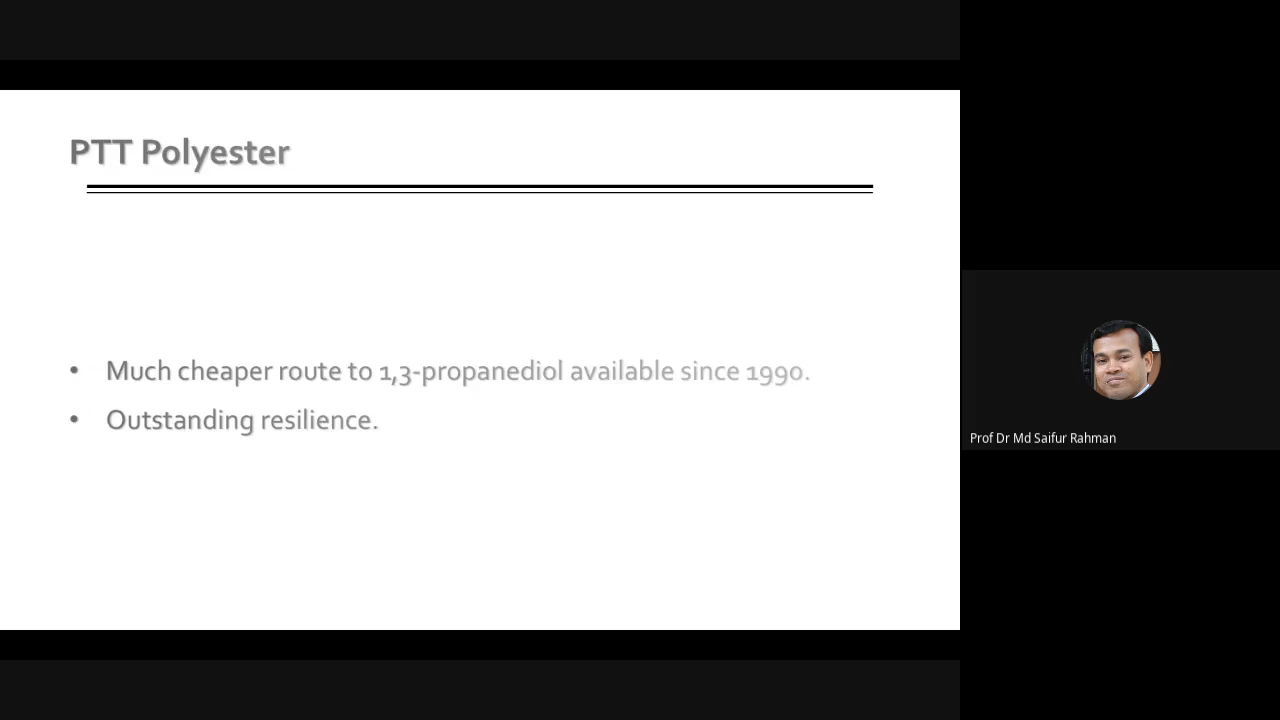 PTT Polyester
• Much cheaper route to 1,3-propanediol available since 1990.
• Outstanding resilience.
Prof Dr Md Saifur Rahman